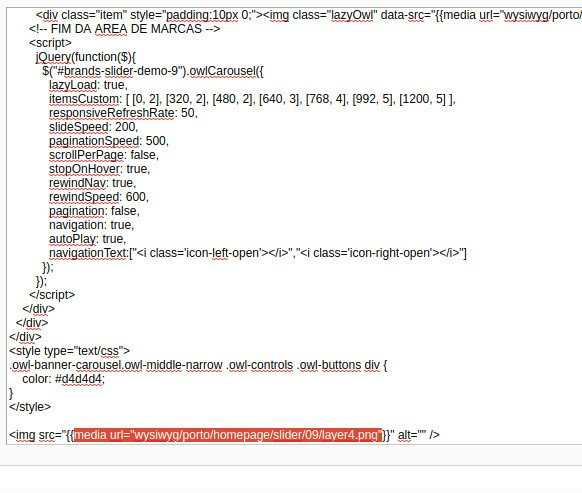 <div class="item" style="padding:10px 0;"><img class="lazyOwl" data-src="{{media url="wysiwyg/porto/
<!-- FIM DA AREA DE MARCAS -->
<script>
jQuery(function($){
$("#brands-slider-demo-9").owlCarousel({
lazyLoad: true,
itemsCustom: [ [0, 2], [320, 2], [480, 2], [640, 3], [768, 4], [992, 5], [1200, 5] ],
responsiveRefreshRate: 50,
slideSpeed: 200,
paginationSpeed: 500,
scrollPerPage: false,
stopOnHover: true,
rewindNav: true,
rewindSpeed: 600,
pagination: false,
navigation: true,
autoPlay: true,
navigationText:["<i class='icon-left-open'></i>","<i class='icon-right-open'></i>"]
});
});
</script>
</div>
</div>
</div>
<style type="text/css">
.owl-banner-carousel.owl-middle-narrow .owl-controls .owl-buttons div {
color: #d4d4d4;
}
</style>
<img src="{{media url="wysiwyg/porto/homepage/slider/09/layer4.png"}}" alt="" />